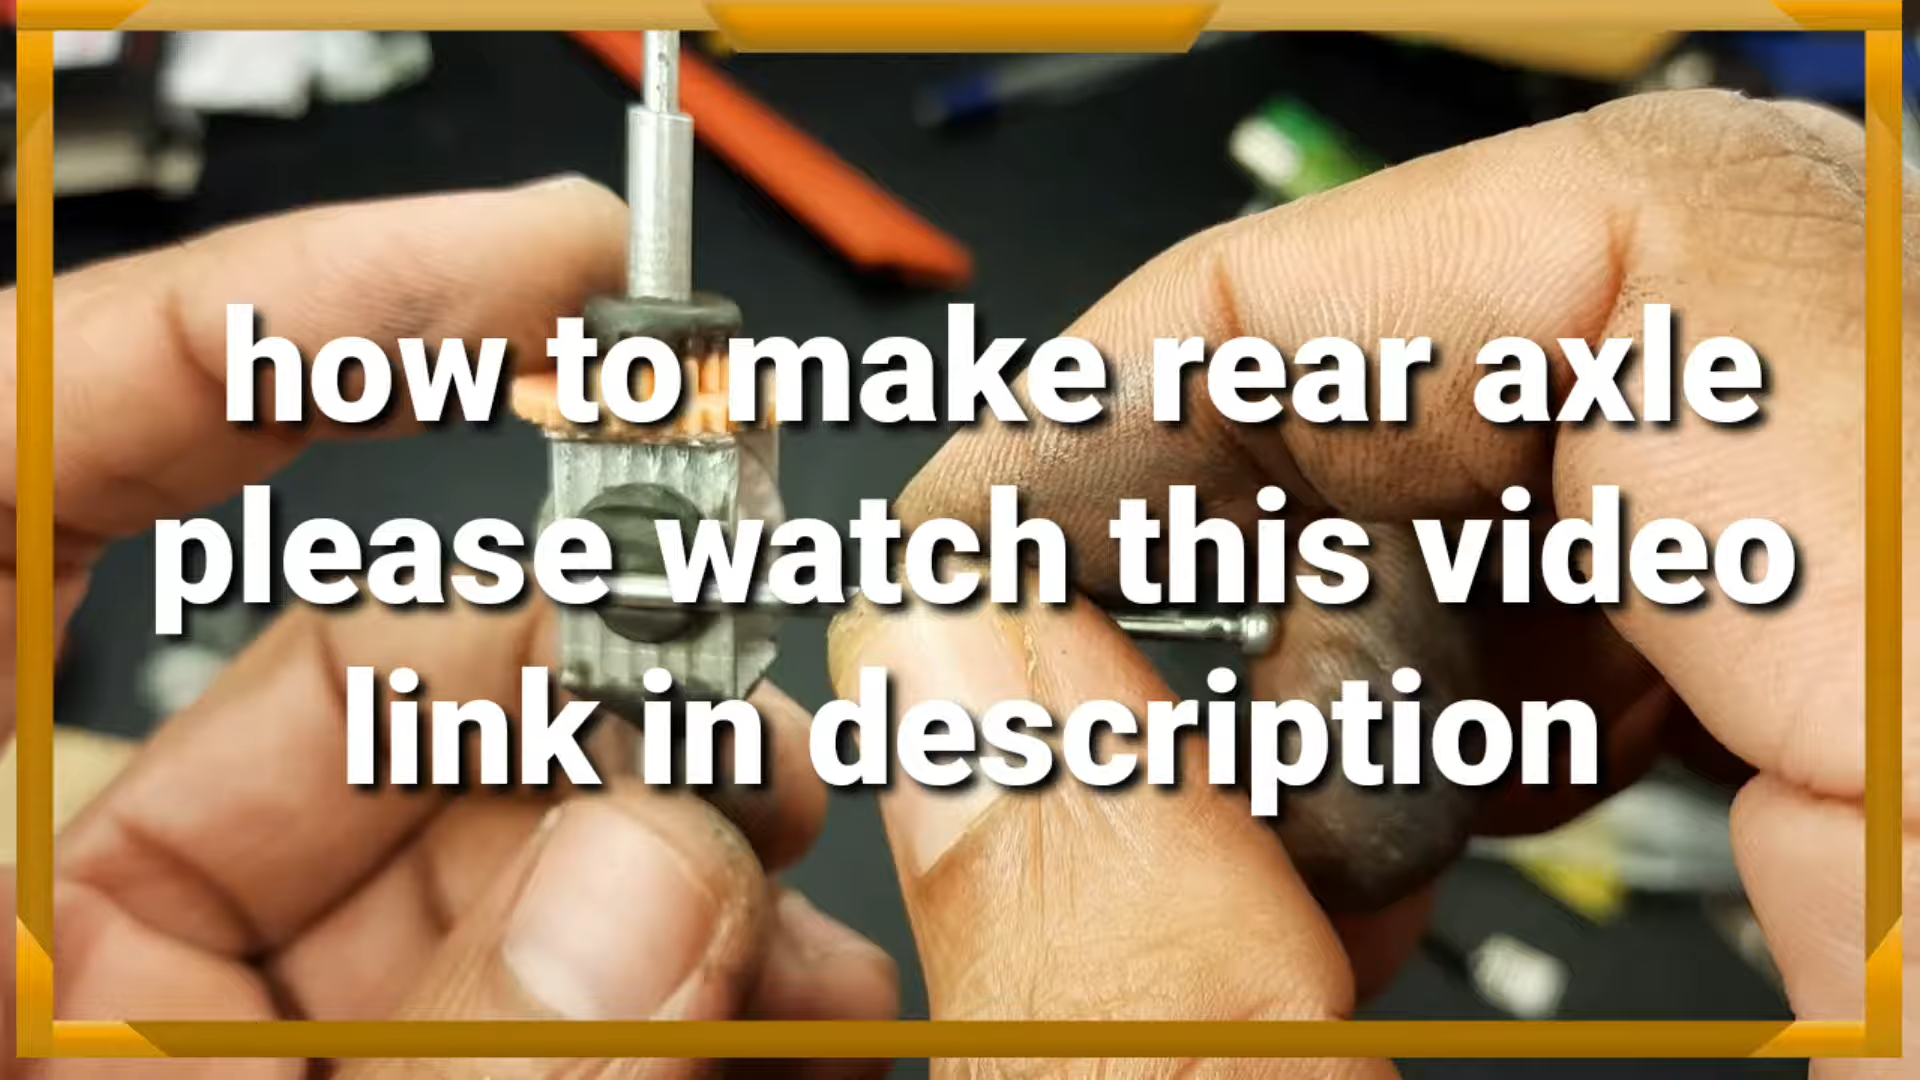 how to make rear axle
please watch this video
link in description